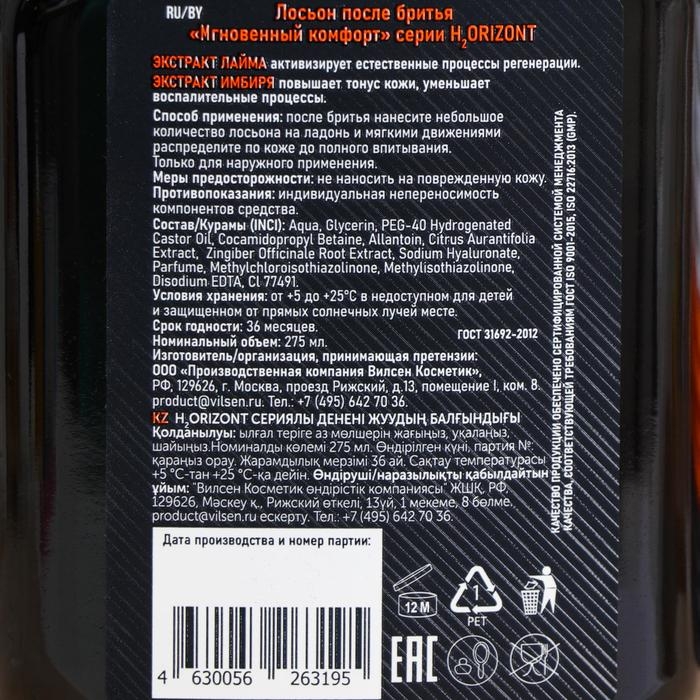 RU/BY
Лосьон после бритья
«Мгновенный комфорт» серии H₂ORIZONT
ЭКСТРАКТ ЛАЙМА активизирует естественные процессы регенерации.
ЭКСТРАКТ ИМБИРЯ повышает тонус кожи, уменьшает
воспалительные процессы.
Способ применения: после бритья нанесите небольшое
количество лосьона на ладонь и мягкими движениями
распределите по коже до полного впитывания.
Только для наружного применения.
Меры предосторожности: не наносить на поврежденную кожу.
Противопоказания: индивидуальная непереносимость
компонентов средства.
Состав/Курамы (INCI): Aqua, Glycerin, PEG-40 Hydrogenated
Castor Oil, Cocamidopropyl Betaine, Allantoin, Citrus Aurantifolia
Extract, Zingiber Officinale Root Extract, Sodium Hyaluronate,
Parfume, Methylchloroisothiazolinone, Methylisothiazolinone,
Disodium EDTA, CI 77491.
Условия хранения: от +5 до +25°С в недоступном для детей
и защищенном от прямых солнечных лучей месте.
Срок годности: 36 месяцев.
ГОСТ 31692-2012
Номинальный объем: 275 мл.
Изготовитель/организация, принимающая претензии:
ООО «Производственная компания Вилсен Косметик»,
РФ, 129626, г. Москва, проезд Рижский, д.13, помещение I, ком. 8.
product@vilsen.ru. Тел.: +7 (495) 642 70 36.
KZ H₂ORIZONT СЕРИЯЛЫ ДЕНЕНІ ЖУУДЫҢ БАЛҒЫНДЫҒЫ
Қолданылуы: ылғал теріге аз мөлшерін жағыңыз, уқалаңыз,
шайыңыз.Номиналды көлемі 275 мл. Өндірілген күні, партия №:
қараңыз орау. Жарамдылық мерзімі 36 ай. Сақтау температурасы
+5 °С-тан +25 °С-қа дейін. Өндіруші/наразылықты қабылдайтын
ұйым: "Вилсен Косметик өндірістік компаниясы" ЖШҚ, РФ,
129626, Мәскеу қ., Рижский өткелі, 13үй, 1 мекеме, 8 бөлме.
product@vilsen.ru ескерту. Тел.: +7 (495) 642 70 36.
КАЧЕСТВО ПРОДУКЦИИ ОБЕСПЕЧЕНО СЕРТИФИЦИРОВАННОЙ СИСТЕМОЙ МЕНЕДЖМЕНТА
КАЧЕСТВА, СООТВЕТСТВУЮЩЕЙ ТРЕБОВАНИЯМ ГОСТ ISO 9001-2015, ISO 22716:2013 (GMP).
Дата производства и номер партии:
4 630056 263195
12 M
1
PET
EAC